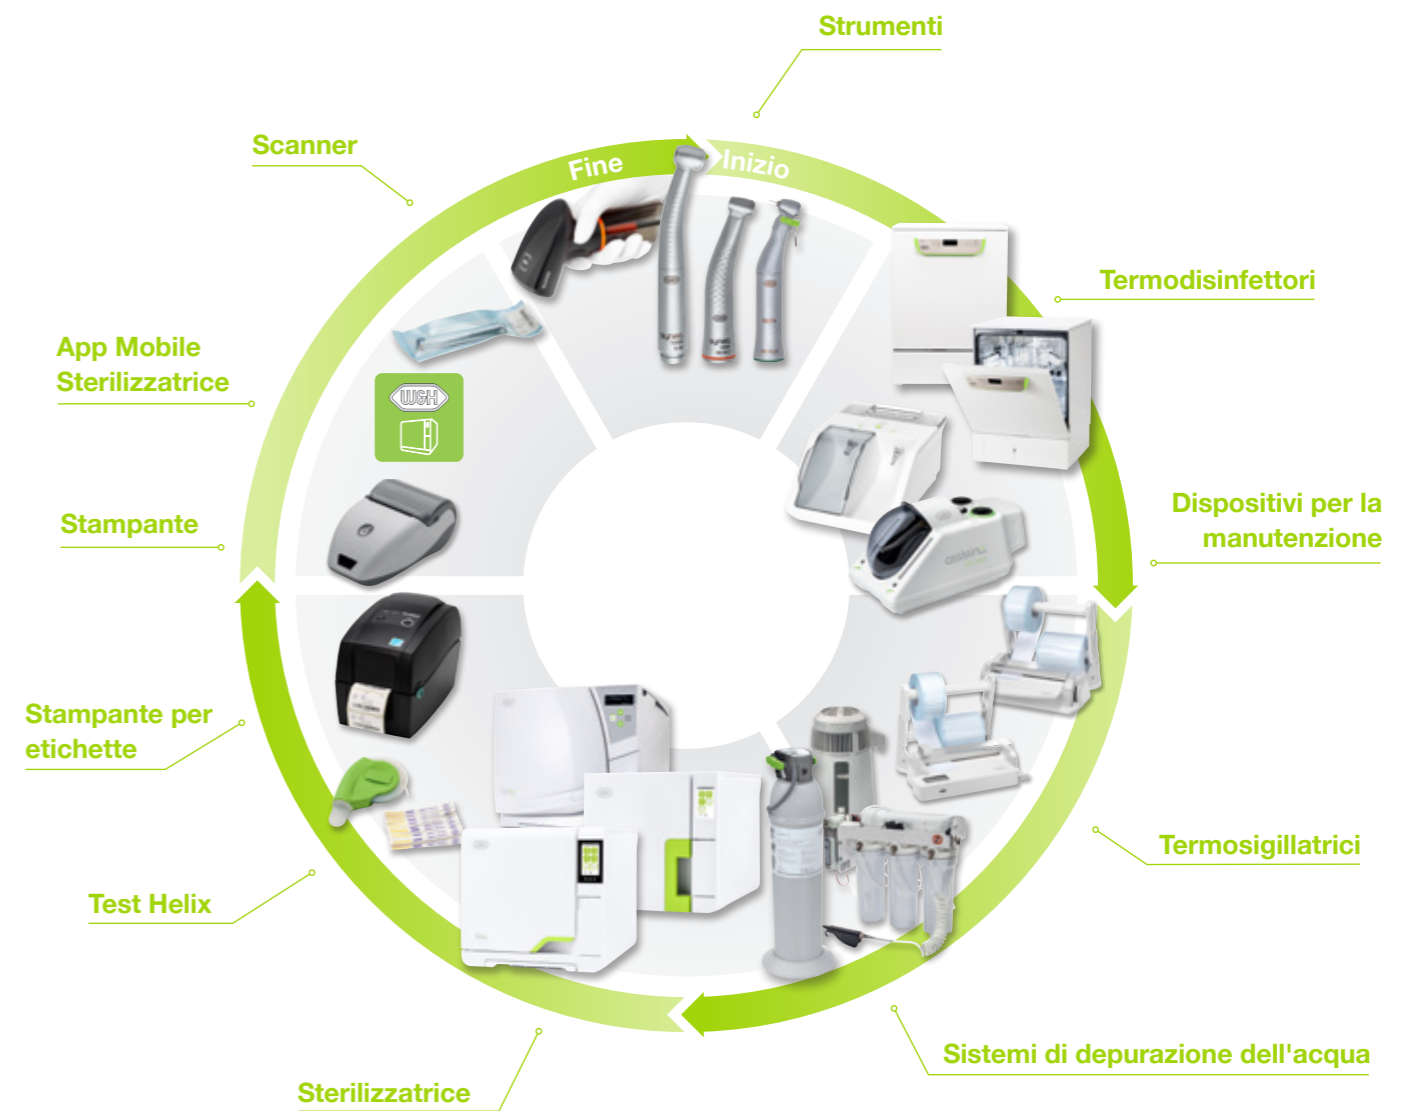 Strumenti
Scanner
Fine
Inizio
Termodisinfettori
App Mobile
Sterilizzatrice
W&H
Stampante
Dispositivi per la
manutenzione
assistina
Stampante per
etichette
Termosigillatrici
Test Helix
Sistemi di depurazione dell'acqua
Sterilizzatrice